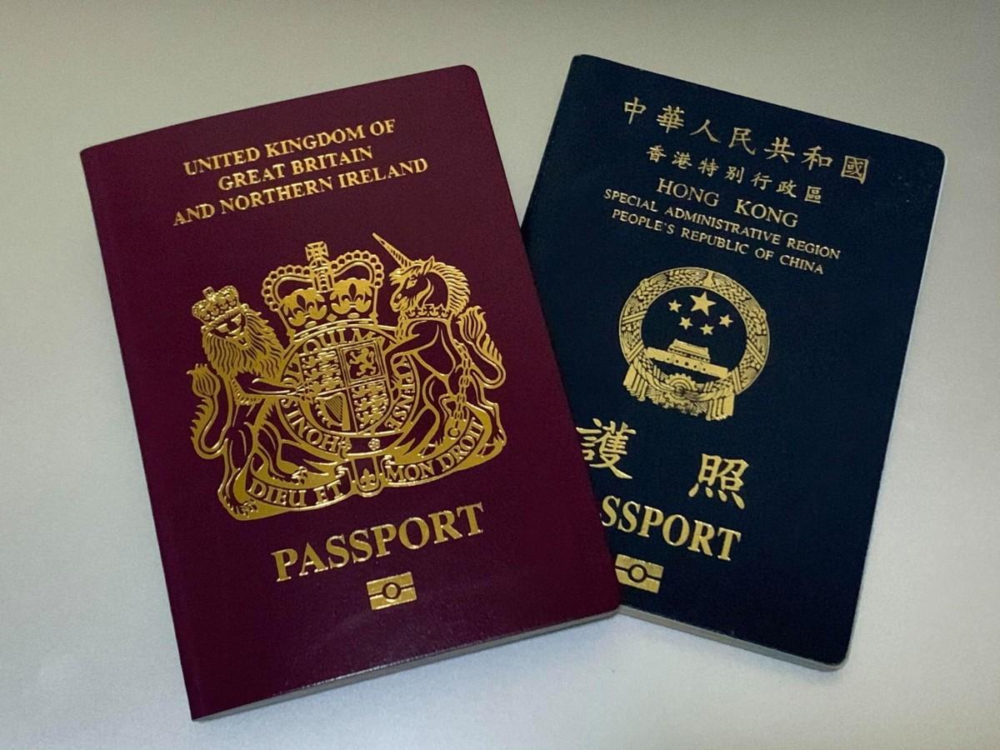 UNITED KINGDOM OF
GREAT BRITAIN
AND NORTHERN IRELAND
HONI SOIT QUI MAL Y PENSE
DIEU ET MON DROIT
PASSPORT
中華人民共和國
香港特別行政區
HONG KONG
SPECIAL ADMINISTRATIVE REGION
PEOPLE'S REPUBLIC OF CHINA
護照
SSPORT